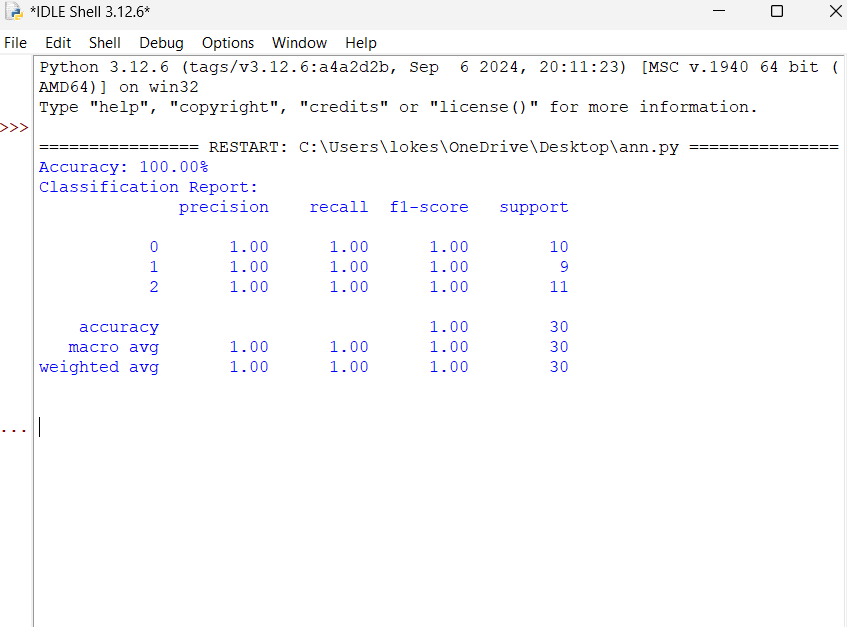 *IDLE Shell 3.12.6*
File Edit Shell Debug Options Window Help
Python 3.12.6 (tags/v3.12.6:a4a2d2b, Sep  6 2024, 20:11:23) [MSC v.1940 64 bit (
AMD64)] on win32
Type "help", "copyright", "credits" or "license()" for more information.
>>>
================ RESTART: C:\Users\lokes\OneDrive\Desktop\ann.py ===============
Accuracy: 100.00%
Classification Report:
              precision    recall  f1-score   support
           0       1.00      1.00      1.00        10
           1       1.00      1.00      1.00         9
           2       1.00      1.00      1.00        11
    accuracy                           1.00        30
   macro avg       1.00      1.00      1.00        30
weighted avg       1.00      1.00      1.00        30
...